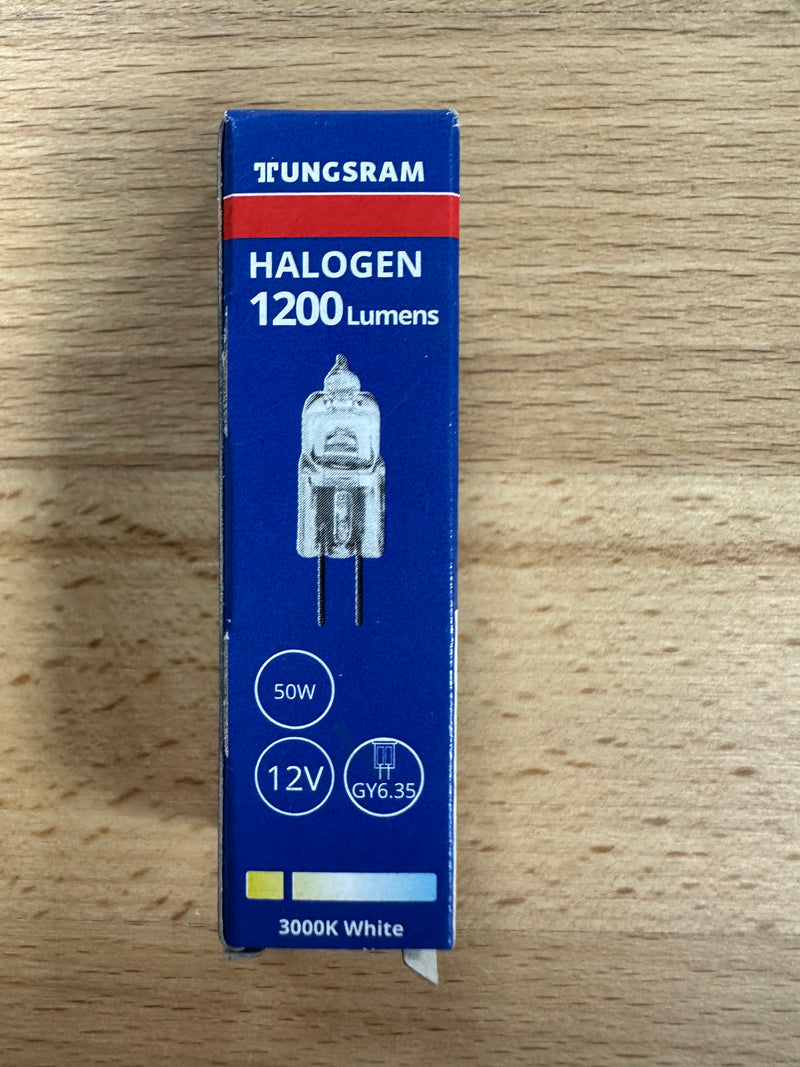 TUNGSRAM
HALOGEN
1200 Lumens
50W
12V
GY6.35
3000K White